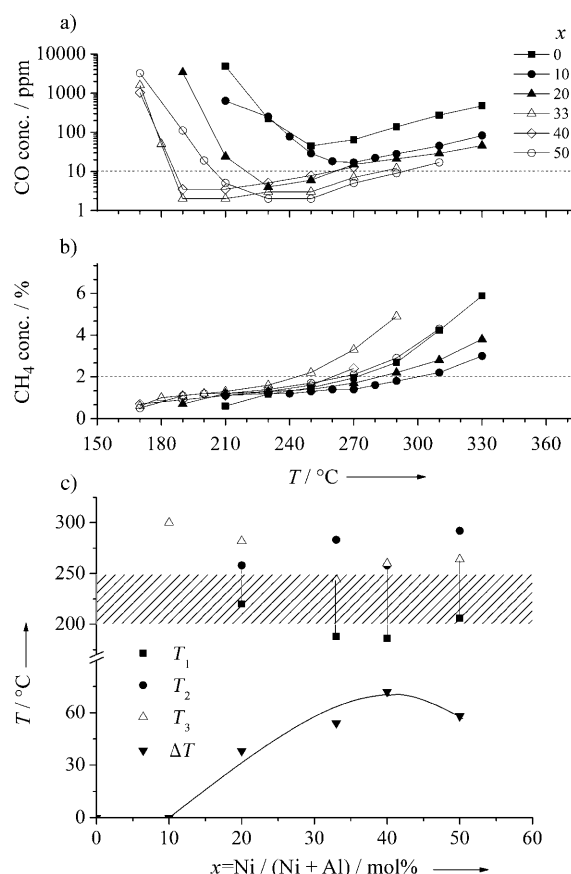 a)
x
10000
1000
100
10
1
CO conc. / ppm
0
10
20
33
40
50
b)
6
4
2
0
CH4 conc. / %
150 180 210 240 270 300 330 360
T / °C
c)
300
250
200
60
30
0
T / °C
T1
T2
T3
ΔT
0 10 20 30 40 50 60
x=Ni / (Ni + Al) / mol%